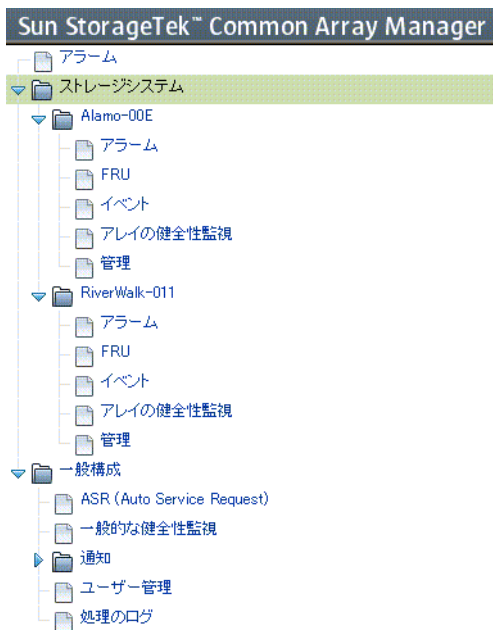 Sun StorageTek™ Common Array Manager
アラーム
ストレージシステム
Alamo-00E
アラーム
FRU
イベント
アレイの健全性監視
管理
RiverWalk-011
アラーム
FRU
イベント
アレイの健全性監視
管理
一般構成
ASR (Auto Service Request)
一般的な健全性監視
通知
ユーザー管理
処理のログ